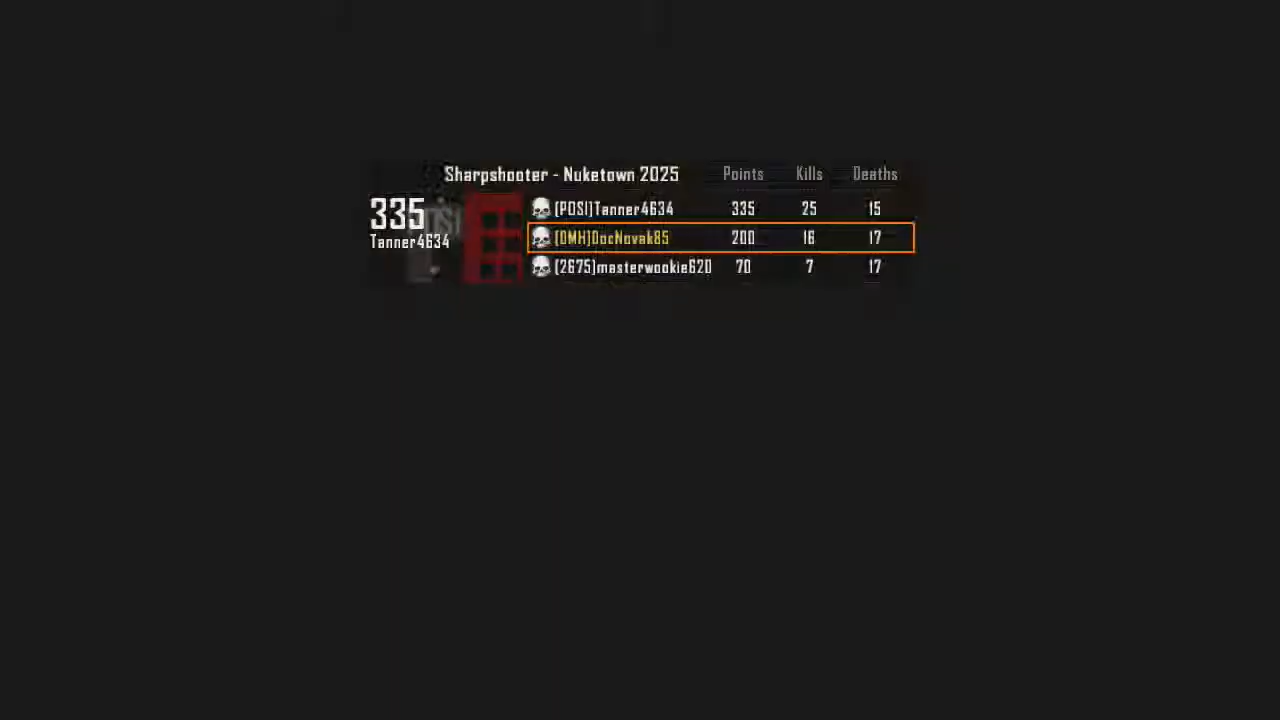 Sharpshooter - Nuketown 2025 Points Kills Deaths
335
Tanner4634
[POSI]Tanner4634 335 25 15
[DMH]DocNovak85 200 16 17
[2675]masterwookie620 70 7 17